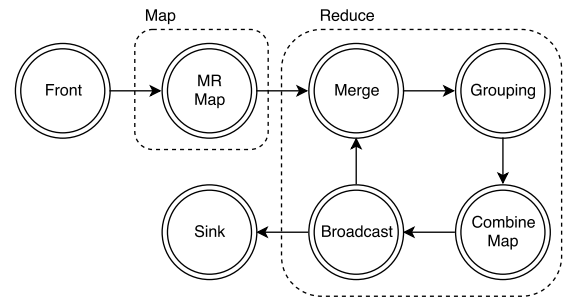 Map
Reduce
Front
MR
Map
Merge
Grouping
Sink
Broadcast
Combine
Map